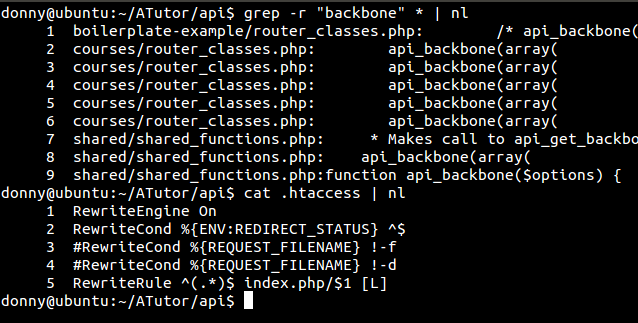 donny@ubuntu:~/ATutor/api$ grep -r "backbone" * | nl
     1  boilerplate-example/router_classes.php:         /* api_backbone(
     2  courses/router_classes.php:         api_backbone(array(
     3  courses/router_classes.php:         api_backbone(array(
     4  courses/router_classes.php:         api_backbone(array(
     5  courses/router_classes.php:         api_backbone(array(
     6  courses/router_classes.php:         api_backbone(array(
     7  shared/shared_functions.php:      * Makes call to api_get_backbo
     8  shared/shared_functions.php:    api_backbone(array(
     9  shared/shared_functions.php:function api_backbone($options) {
donny@ubuntu:~/ATutor/api$ cat .htaccess | nl
     1  RewriteEngine On
     2  RewriteCond %{ENV:REDIRECT_STATUS} ^$
     3  #RewriteCond %{REQUEST_FILENAME} !-f
     4  #RewriteCond %{REQUEST_FILENAME} !-d
     5  RewriteRule ^(.*)$ index.php/$1 [L]
donny@ubuntu:~/ATutor/api$